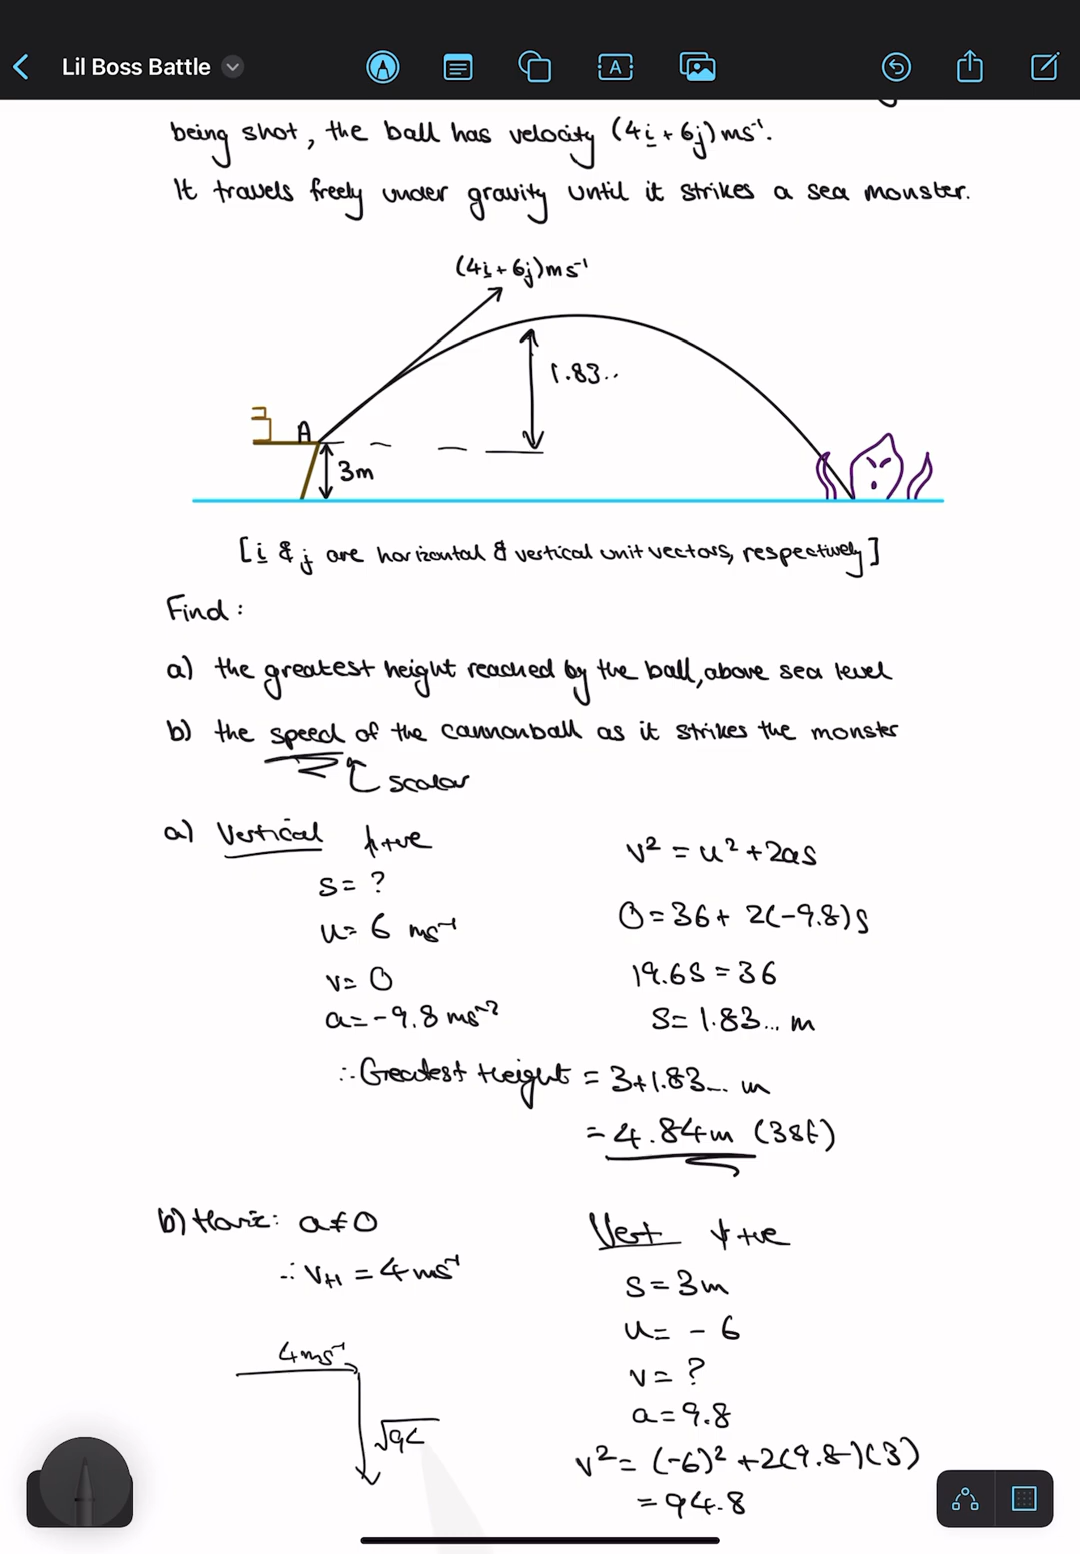 Lil Boss Battle
being shot, the ball has velocity (4i + 6j) ms⁻¹.
It travels freely under gravity until it strikes a sea monster.
(4i + 6j) ms⁻¹
1.83..
A
3m
[i & j are horizontal & vertical unit vectors, respectively]
Find :
a) the greatest height reached by the ball, above sea level
b) the speed of the cannonball as it strikes the monster
scalar
a) Vertical ↑+ve
s = ?
u = 6 ms⁻¹
v = 0
a = -9.8 ms⁻²
v² = u² + 2as
0 = 36 + 2(-9.8)s
19.6s = 36
s = 1.83... m
∴ Greatest Height = 3 + 1.83... m
= 4.84m (3sf)
b) Horiz: a≠0
∴ VH = 4 ms⁻¹
4 ms⁻¹
√94
Vert ↓ +ve
s = 3m
u = - 6
v = ?
a = 9.8
v² = (-6)² + 2(9.8)(3)
= 94.8